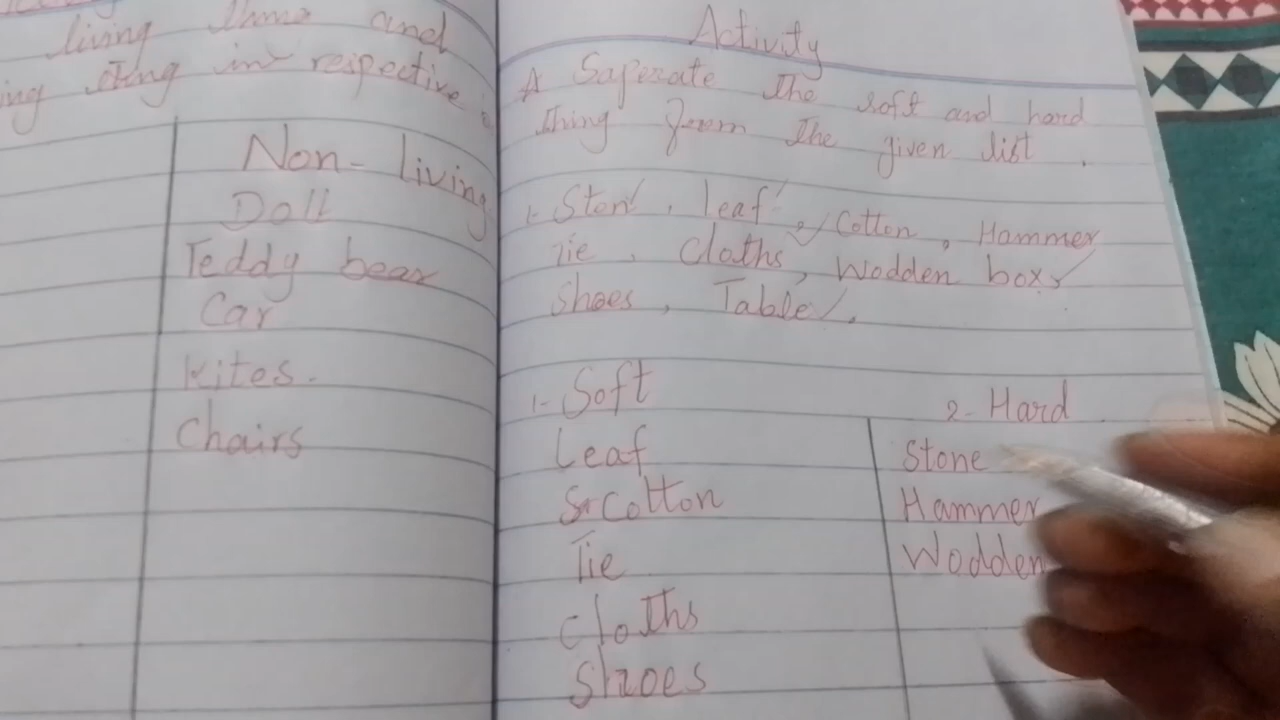 living thing and
ing thing in respective
Non-living
Doll
Teddy bear
Car
Kites.
Chairs
Activity
A Saperate The soft and hard
thing from The given list.
1- Ston, leaf, Cotton, Hammer
Tie, Cloths, Wodden box
Shoes, Table.
1- Soft
Leaf
Cotton
Tie
Cloths
Shoes
2- Hard
Stone
Hammer
Wodden